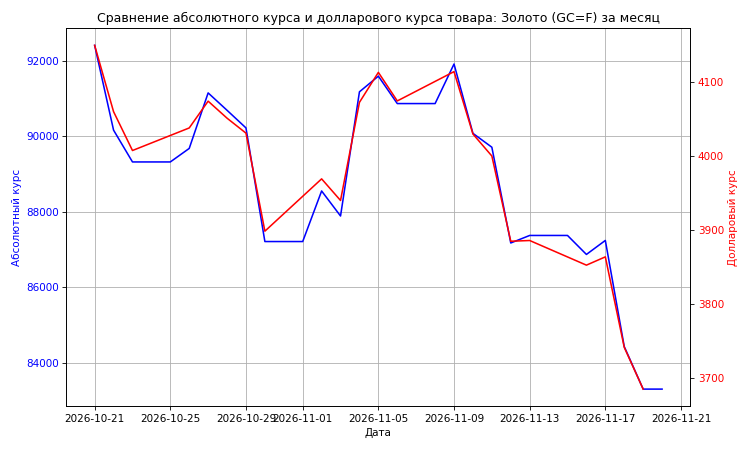 Сравнение абсолютного курса и долларового курса товара: Золото (GC=F) за месяц
Абсолютный курс
92000
90000
88000
86000
84000
4100
4000
3900
3800
3700
Долларовый курс
2026-10-21 2026-10-25 2026-10-29 2026-11-01 2026-11-05 2026-11-09 2026-11-13 2026-11-17 2026-11-21
Дата